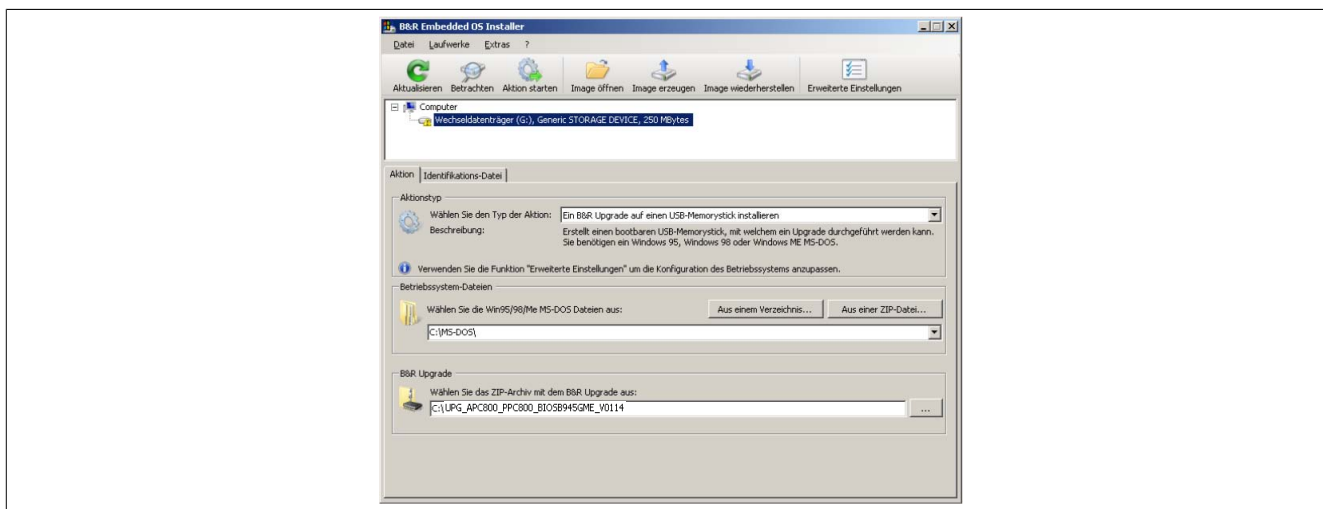 B&R Embedded OS Installer
Datei Laufwerke Extras ?
Aktualisieren Betrachten Aktion starten Image öffnen Image erzeugen Image wiederherstellen Erweiterte Einstellungen
Computer
Wechseldatenträger (G:), Generic STORAGE DEVICE, 250 MBytes
Aktion Identifikations-Datei
Aktionstyp
Wählen Sie den Typ der Aktion: Ein B&R Upgrade auf einen USB-Memorystick installieren
Beschreibung: Erstellt einen bootbaren USB-Memorystick, mit welchem ein Upgrade durchgeführt werden kann.
Sie benötigen ein Windows 95, Windows 98 oder Windows ME MS-DOS.
Verwenden Sie die Funktion "Erweiterte Einstellungen" um die Konfiguration des Betriebssystems anzupassen.
Betriebssystem-Dateien
Wählen Sie die Win95/98/Me MS-DOS Dateien aus: Aus einem Verzeichnis... Aus einer ZIP-Datei...
C:\MS-DOS\
B&R Upgrade
Wählen Sie das ZIP-Archiv mit dem B&R Upgrade aus:
C:\UPG_APC800_PPC800_BIOSB945GME_V0114 ...